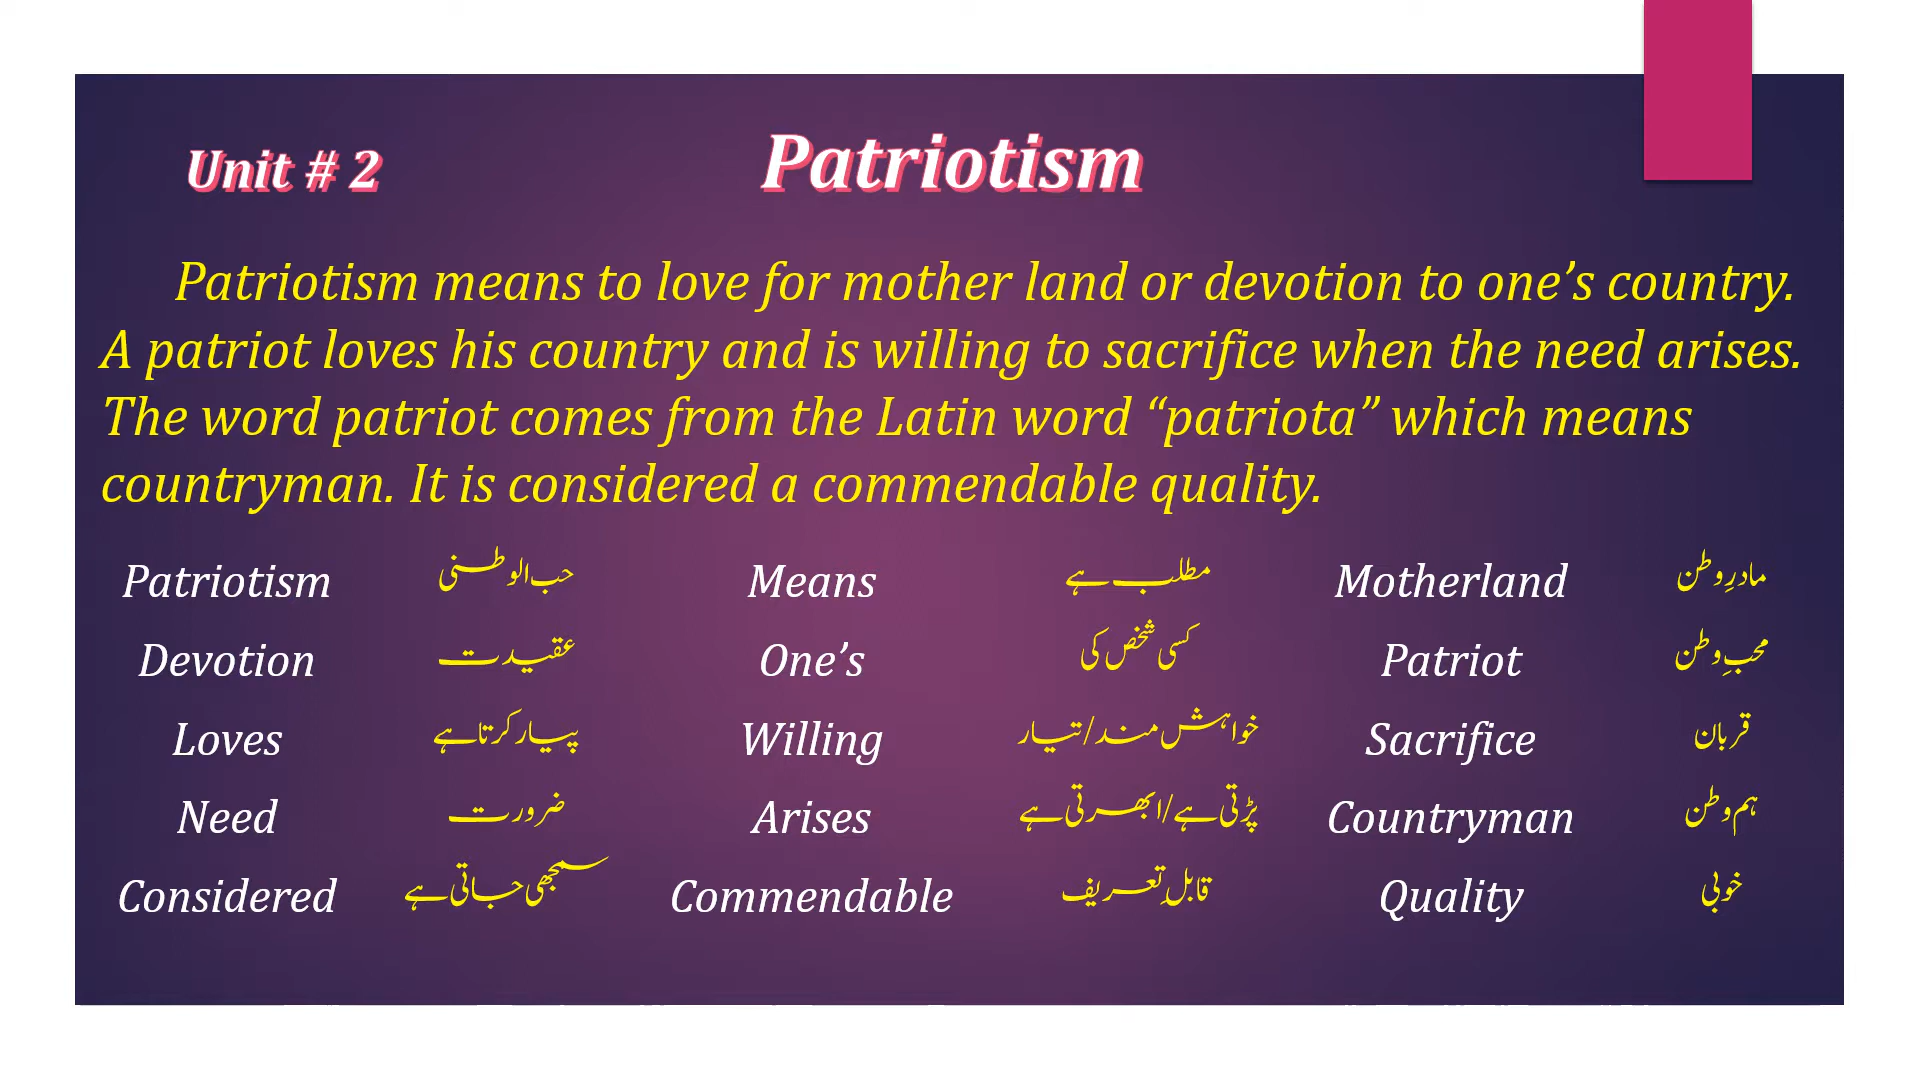 Unit # 2 Patriotism
Patriotism means to love for mother land or devotion to one’s country.
A patriot loves his country and is willing to sacrifice when the need arises.
The word patriot comes from the Latin word “patriota” which means
countryman. It is considered a commendable quality.
Patriotism حب الوطنی Means مطلب ہے Motherland مادرِ وطن
Devotion عقیدت One’s کسی شخص کی Patriot محبِ وطن
Loves پیار کرتا ہے Willing خواہش مند/تیار Sacrifice قربان
Need ضرورت Arises پڑتی ہے/ابھرتی ہے Countryman ہم وطن
Considered سمجھی جاتی ہے Commendable قابلِ تعریف Quality خوبی